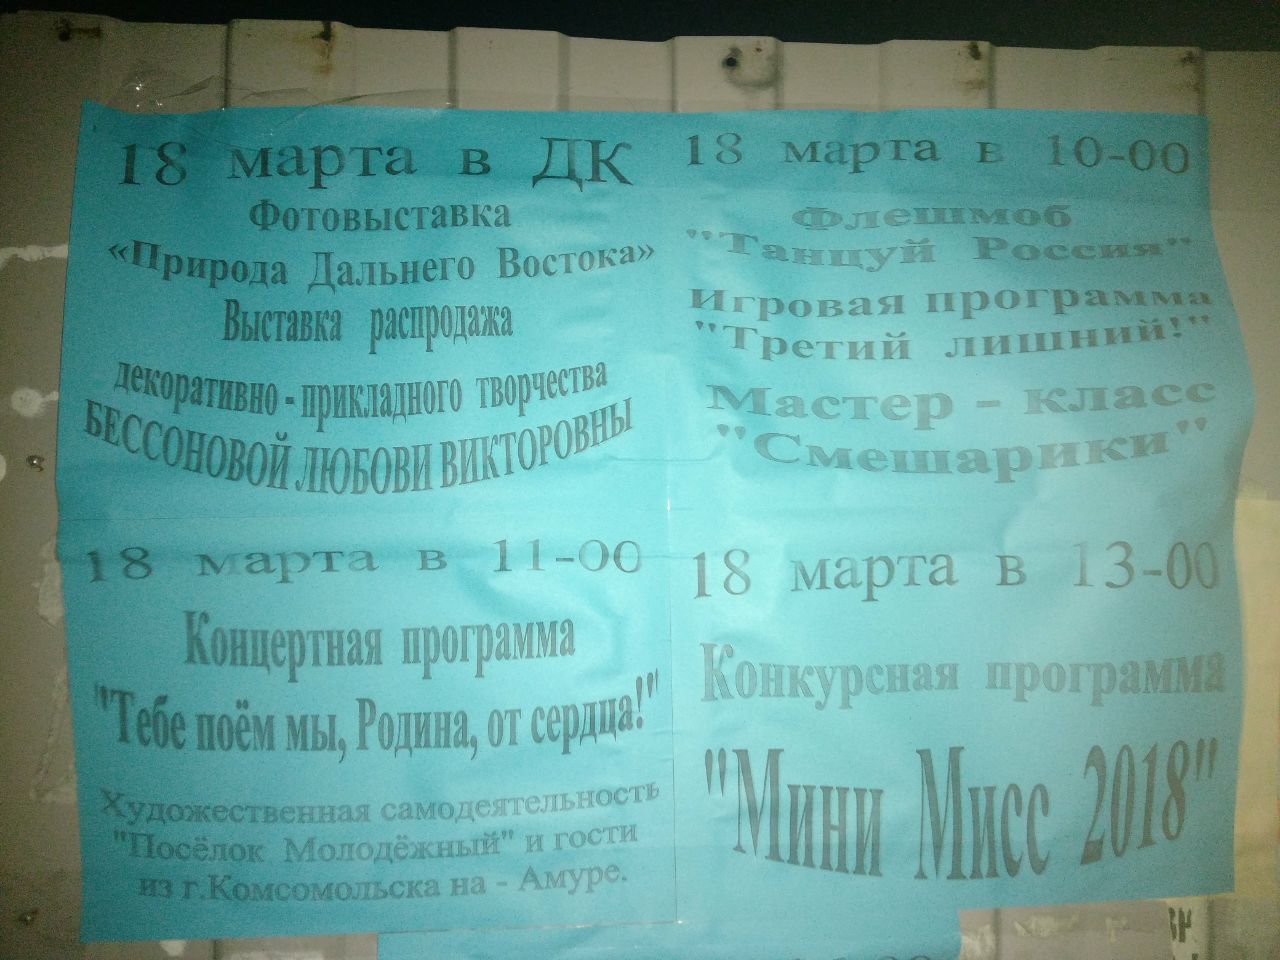 18 марта в ДК
Фотовыставка
«Природа Дальнего Востока»
Выставка распродажа
декоративно - прикладного творчества
БЕССОНОВОЙ ЛЮБОВИ ВИКТОРОВНЫ
18 марта в 10-00
Флешмоб
"Танцуй Россия"
Игровая программа
"Третий лишний!"
Мастер - класс
"Смешарики"
18 марта в 11-00
Концертная программа
"Тебе поём мы, Родина, от сердца!"
Художественная самодеятельность
"Посёлок Молодёжный" и гости
из г.Комсомольска на - Амуре.
18 марта в 13-00
Конкурсная программа
"Мини Мисс 2018"